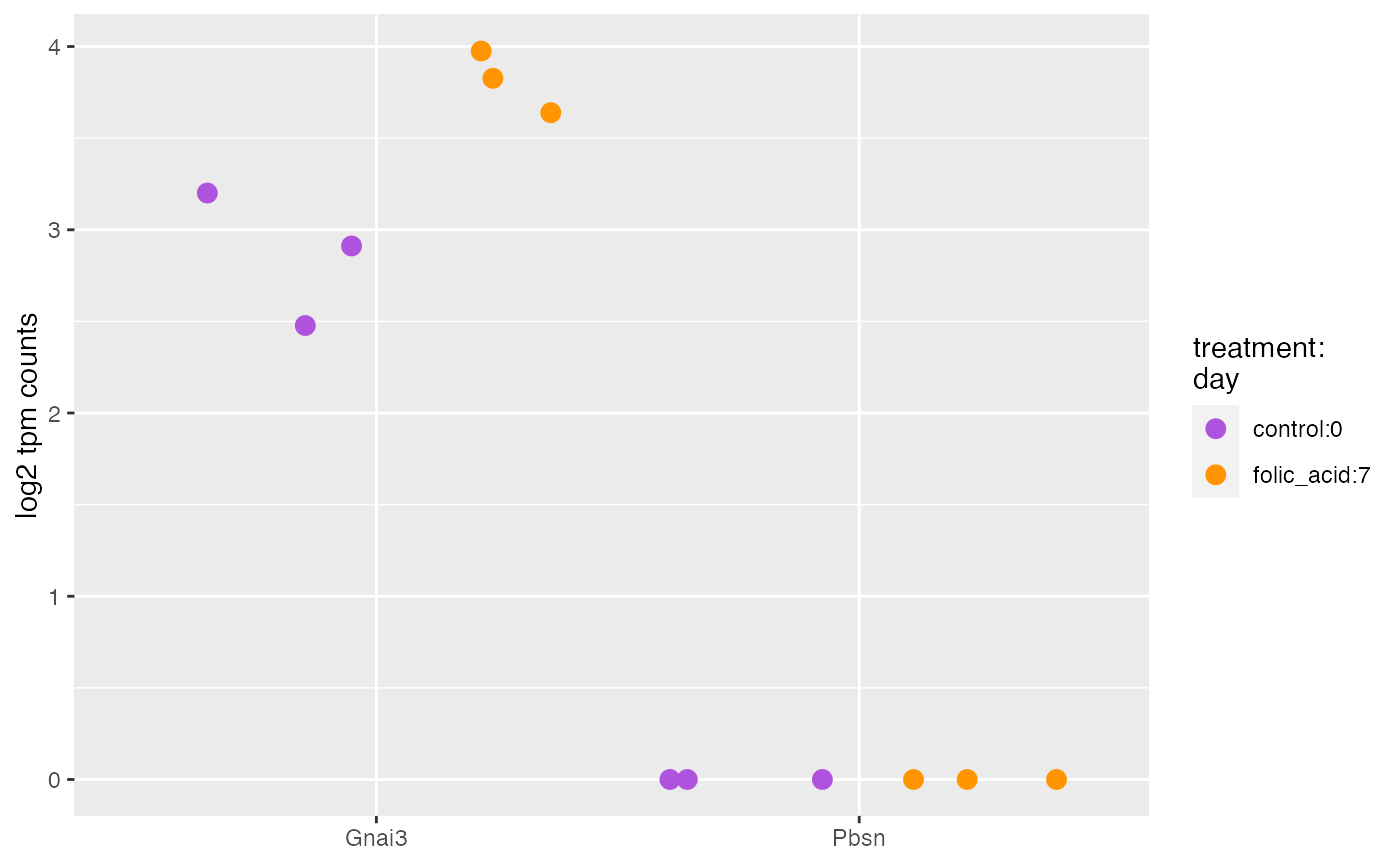 log2 tpm counts
4
3
2
1
0
Gnai3
Pbsn
treatment:
day
control:0
folic_acid:7